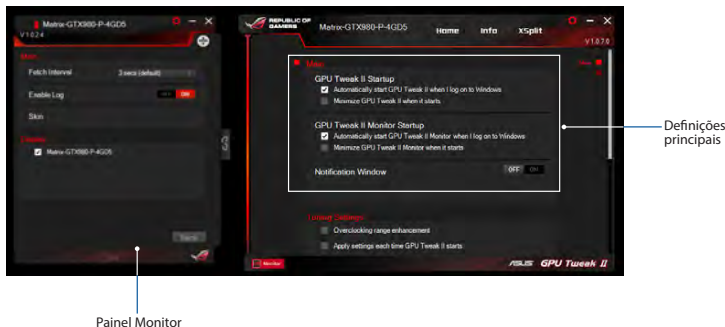 Matrix-GTX980-P-4GD5
V1.0.2.4
Main
Fetch Interval
3 secs (default)
Enable Log
OFF ON
Skin
Matrix-GTX980-P-4GD5
REPUBLIC OF GAMERS
Matrix-GTX980-P-4GD5
Home Info XSplit
V1.0.7.0
Main
GPU Tweak II Startup
Automatically start GPU Tweak II when I log on to Windows
Minimize GPU Tweak II when it starts
GPU Tweak II Monitor Startup
Automatically start GPU Tweak II Monitor when I log on to Windows
Minimize GPU Tweak II Monitor when it starts
Notification Window
OFF ON
Tuning Settings
Overclocking range enhancement
Apply settings each time GPU Tweak II starts
Monitor
ASUS GPU Tweak II
Definições
principais
Painel Monitor